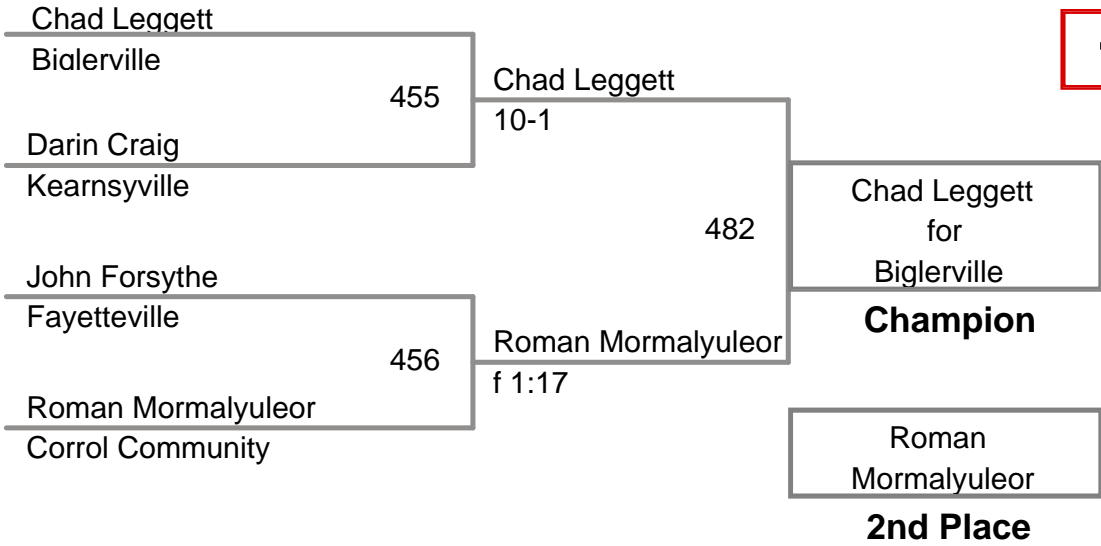 Chad Leggett
Biglerville
455
Chad Leggett
10-1
Darin Craig
Kearnsyville
Chad Leggett
for
Biglerville
482
John Forsythe
Fayetteville
Champion
456
Roman Mormalyuleor
f 1:17
Roman Mormalyuleor
Corrol Community
Roman
Mormalyuleor
2nd Place